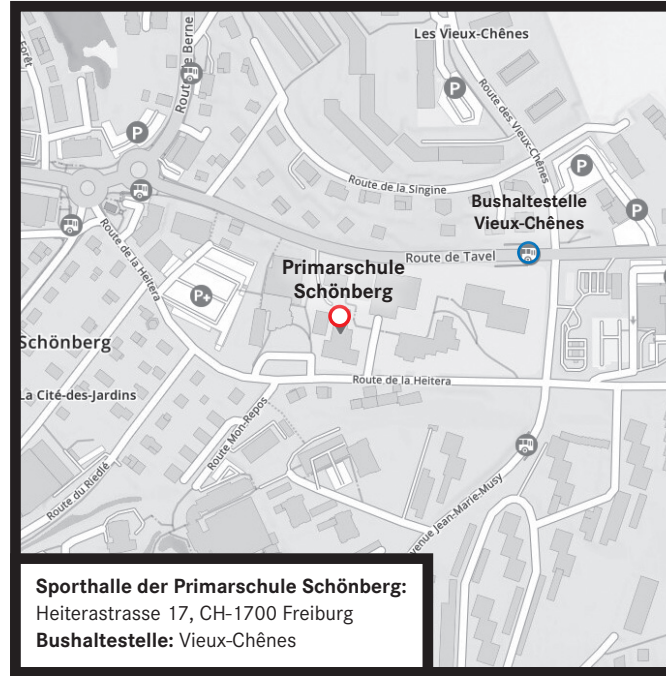 Les Vieux-Chênes
Forêt
Route de Berne
P
P
Route des Vieux-Chênes
P
Route de la Singine
Bushaltestelle
Vieux-Chênes
P
Route de Tavel
Route de la Heitera
Primarschule
Schönberg
P+
Schönberg
Route de la Heitera
La Cité-des-Jardins
Route Mon-Repos
Route du Riedlé
venue Jean-Marie-Musy
Sporthalle der Primarschule Schönberg:
Heiterastrasse 17, CH-1700 Freiburg
Bushaltestelle: Vieux-Chênes